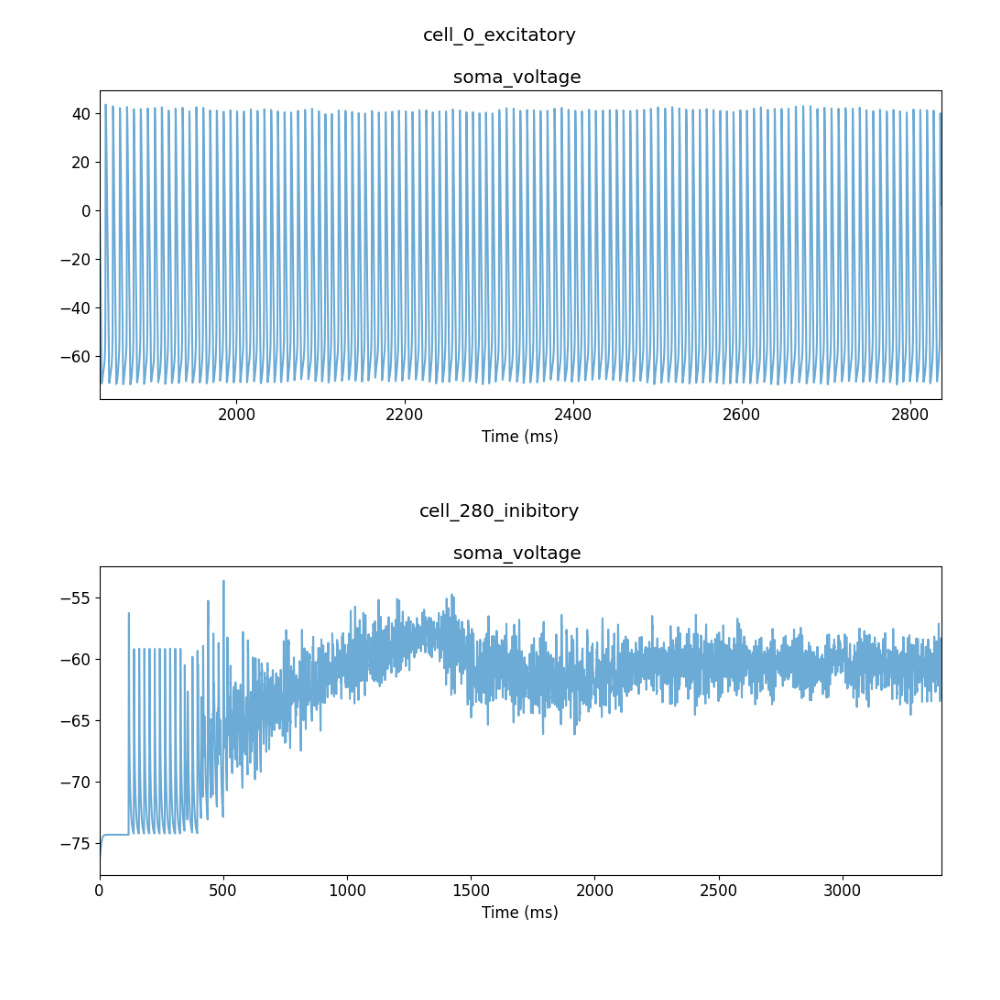 cell_0_excitatory
soma_voltage
40
20
0
−20
−40
−60
2000 2200 2400 2600 2800
Time (ms)
cell_280_inibitory
soma_voltage
−55
−60
−65
−70
−75
0 500 1000 1500 2000 2500 3000
Time (ms)